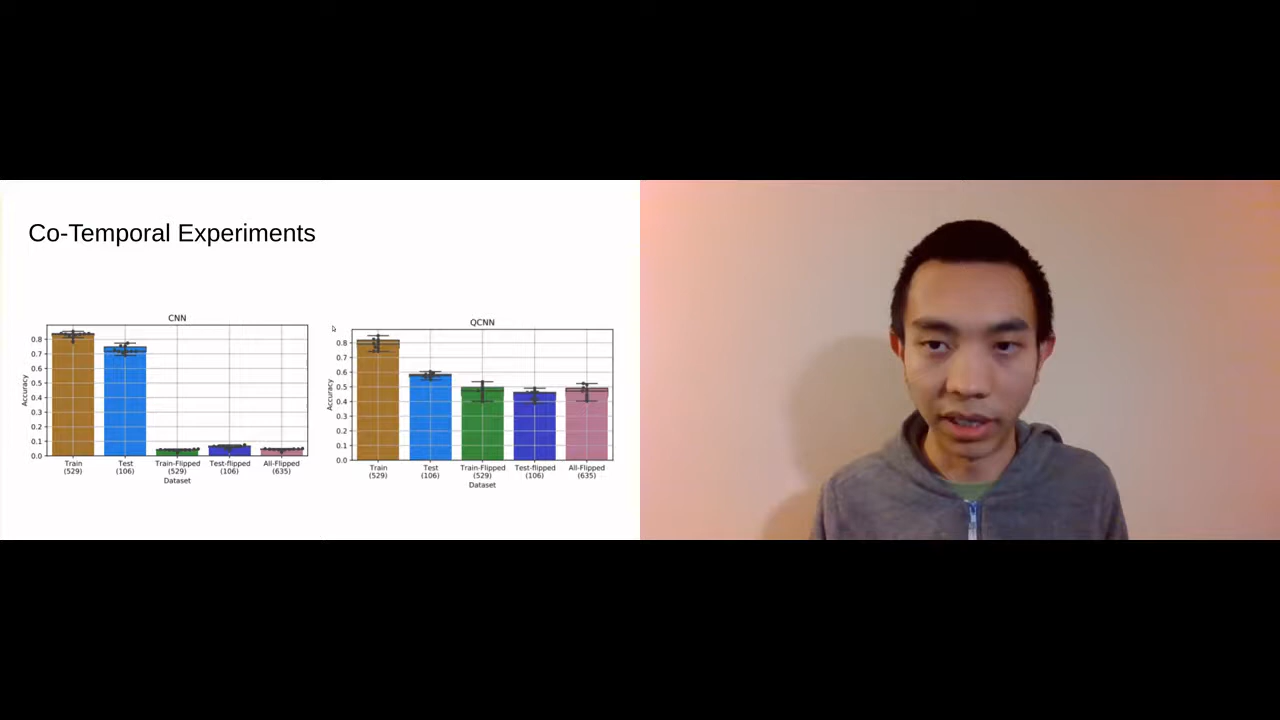 Co-Temporal Experiments
CNN
Accuracy
0.8
0.7
0.6
0.5
0.4
0.3
0.2
0.1
0.0
Train
(529)
Test
(106)
Train-Flipped
(529)
Test-flipped
(106)
All-Flipped
(635)
Dataset
QCNN
Accuracy
0.8
0.7
0.6
0.5
0.4
0.3
0.2
0.1
0.0
Train
(529)
Test
(106)
Train-Flipped
(529)
Test-flipped
(106)
All-Flipped
(635)
Dataset